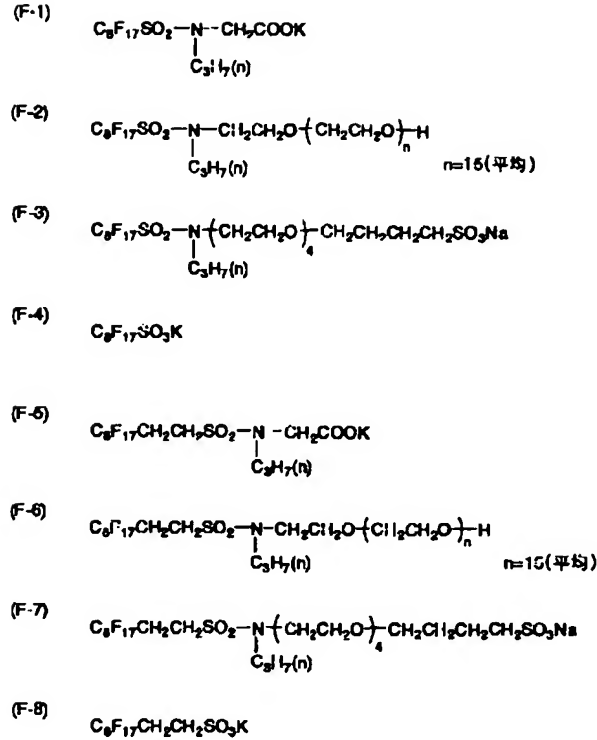 (F-1)
C₈F₁₇SO₂-N-CH₂COOK
C₃H₇(n)
(F-2)
C₈F₁₇SO₂-N-CH₂CH₂O-(CH₂CH₂O)ₙ-H
C₃H₇(n)
n=15(平均)
(F-3)
C₈F₁₇SO₂-N-(CH₂CH₂O)₄-CH₂CH₂CH₂CH₂SO₃Na
C₃H₇(n)
(F-4)
C₈F₁₇SO₃K
(F-5)
C₈F₁₇CH₂CH₂SO₂-N-CH₂COOK
C₃H₇(n)
(F-6)
C₈F₁₇CH₂CH₂SO₂-N-CH₂CH₂O-(CH₂CH₂O)ₙ-H
C₃H₇(n)
n=15(平均)
(F-7)
C₈F₁₇CH₂CH₂SO₂-N-(CH₂CH₂O)₄-CH₂CH₂CH₂CH₂SO₃Na
C₃H₇(n)
(F-8)
C₈F₁₇CH₂CH₂SO₃K